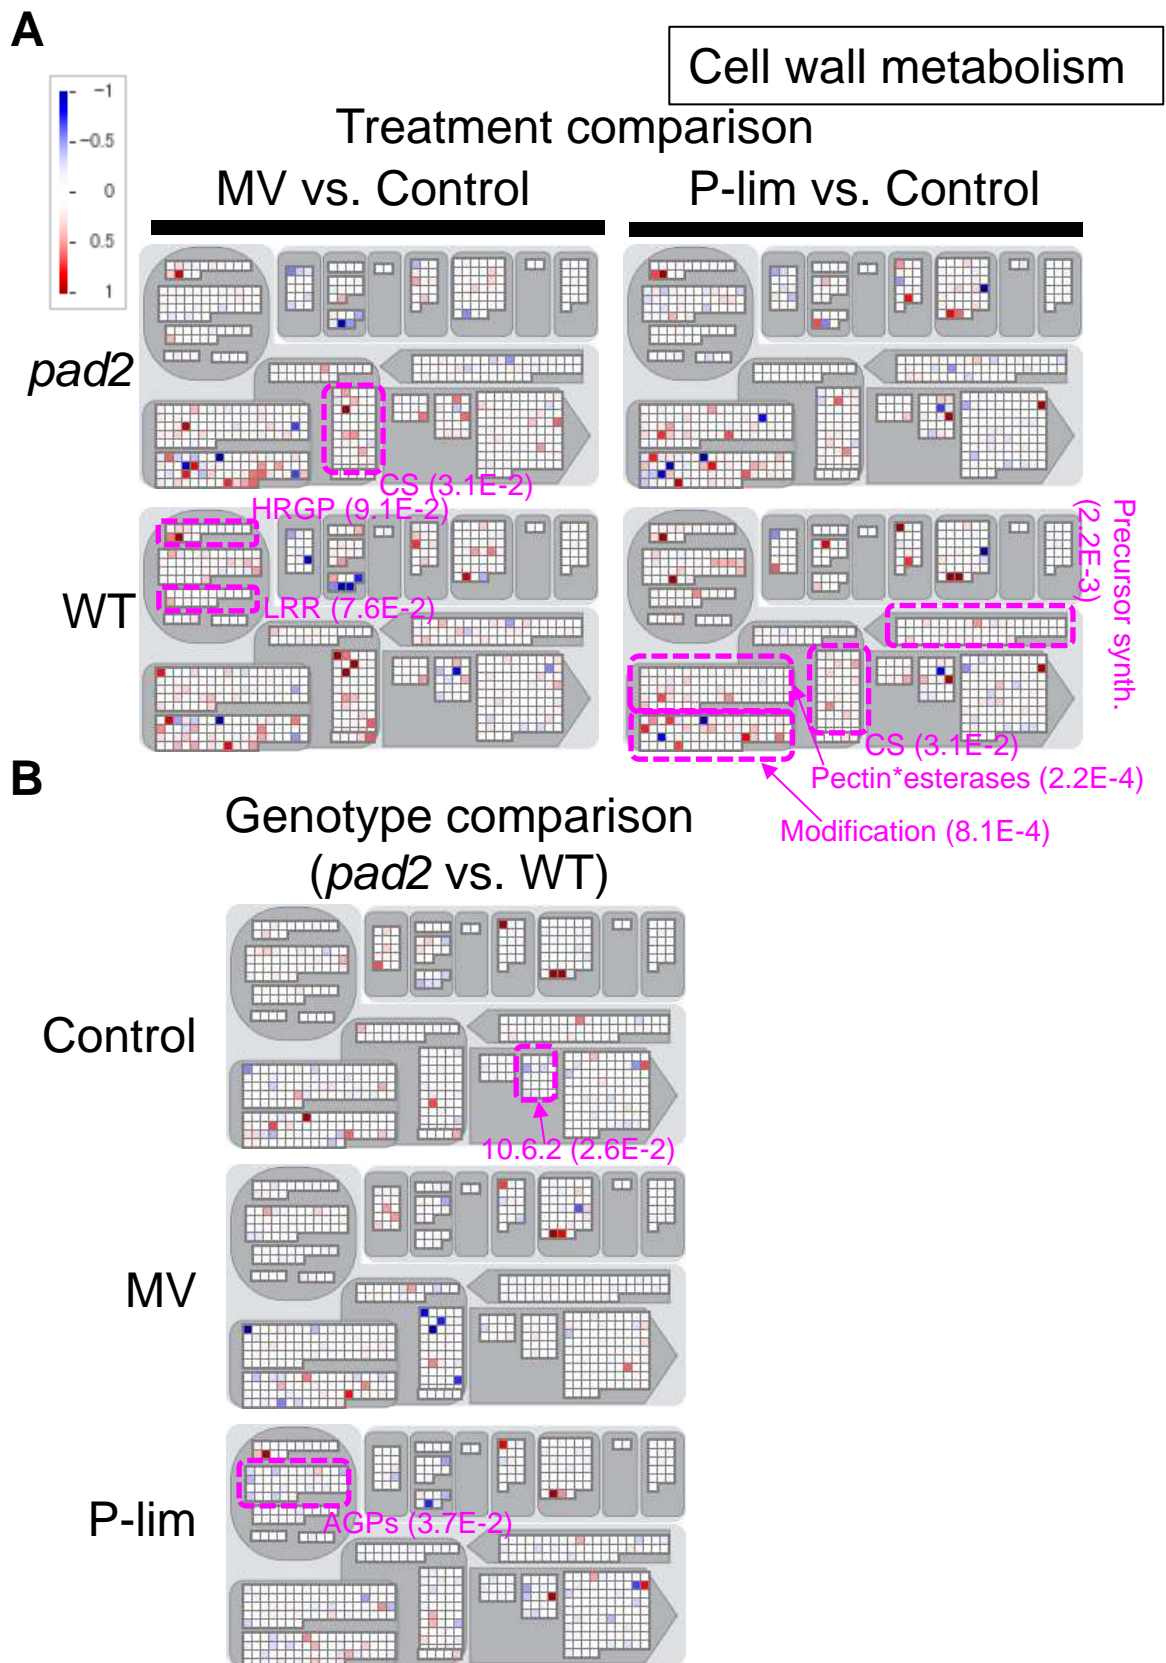 A
Cell wall metabolism
-1
-0.5
0
0.5
1
Treatment comparison
MV vs. Control
P-lim vs. Control
pad2
CS (3.1E-2)
HRGP (9.1E-2)
LRR (7.6E-2)
WT
Precursor synth.
(2.2E-3)
CS (3.1E-2)
Pectin*esterases (2.2E-4)
Modification (8.1E-4)
B
Genotype comparison
(pad2 vs. WT)
Control
10.6.2 (2.6E-2)
MV
P-lim
AGPs (3.7E-2)